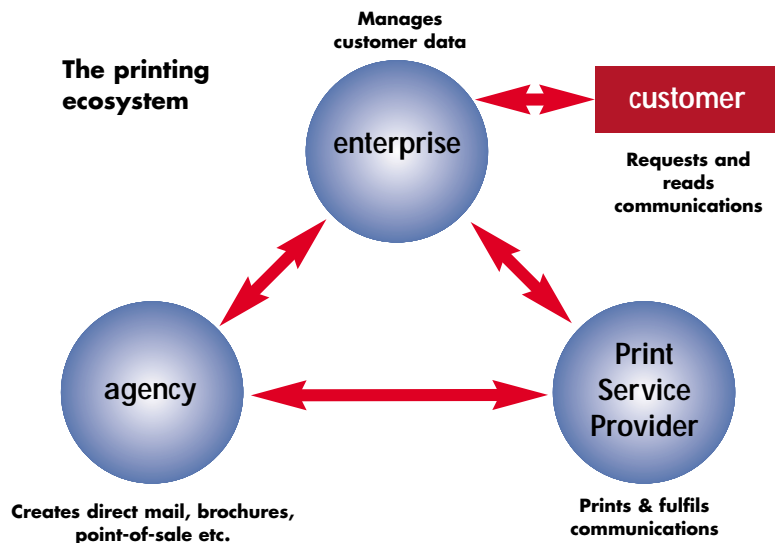 Manages
customer data
The printing
ecosystem
customer
enterprise
Requests and
reads
communications
agency
Print
Service
Provider
Creates direct mail, brochures,
point-of-sale etc.
Prints & fulfils
communications